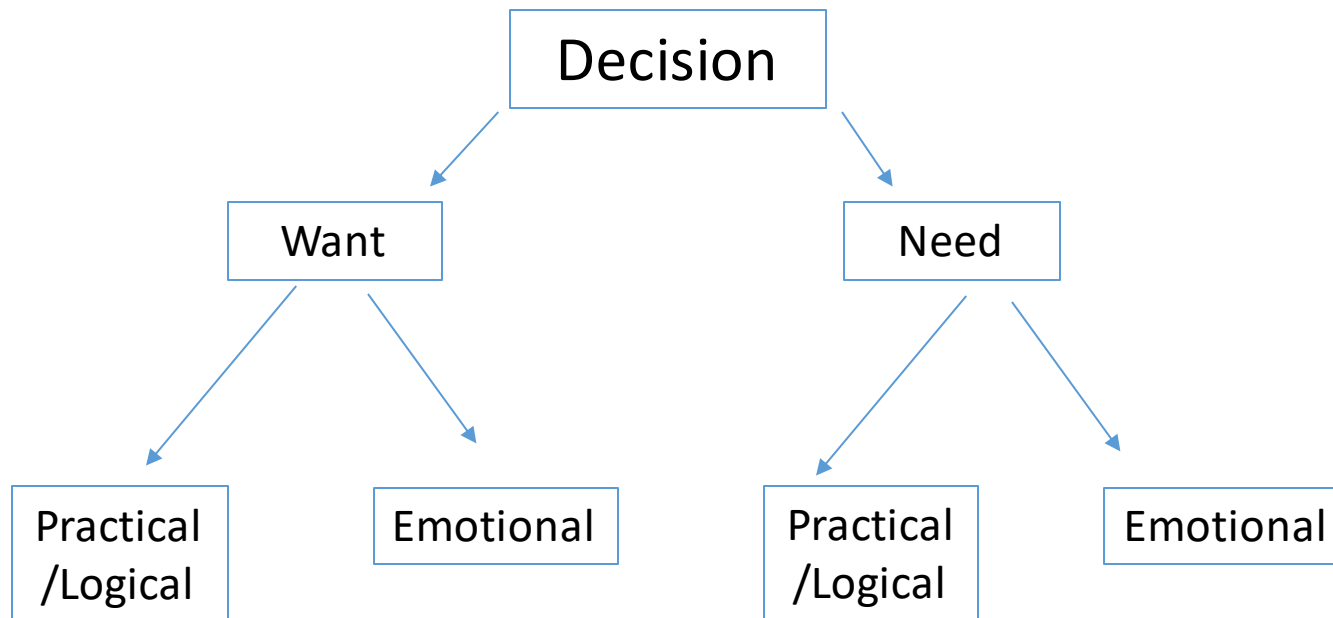 Decision
Want
Need
Practical
/Logical
Emotional
Practical
/Logical
Emotional